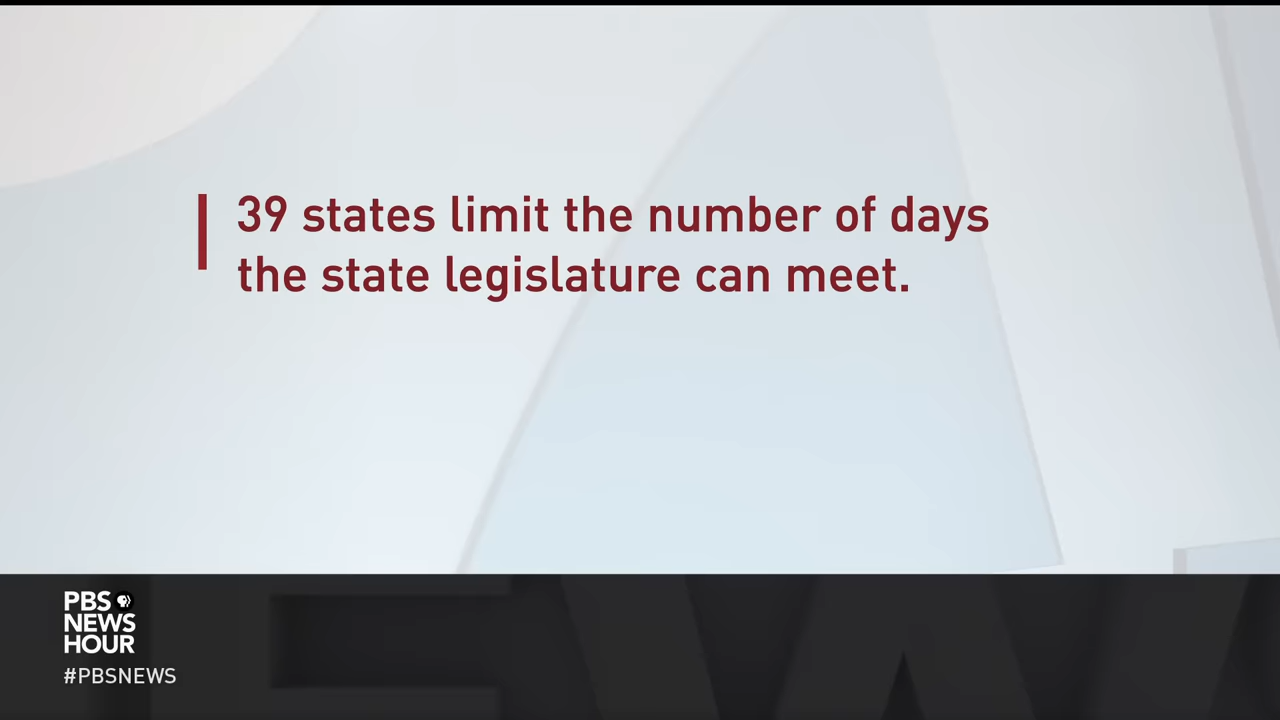 39 states limit the number of days
the state legislature can meet.
PBS
NEWS
HOUR
#PBSNEWS